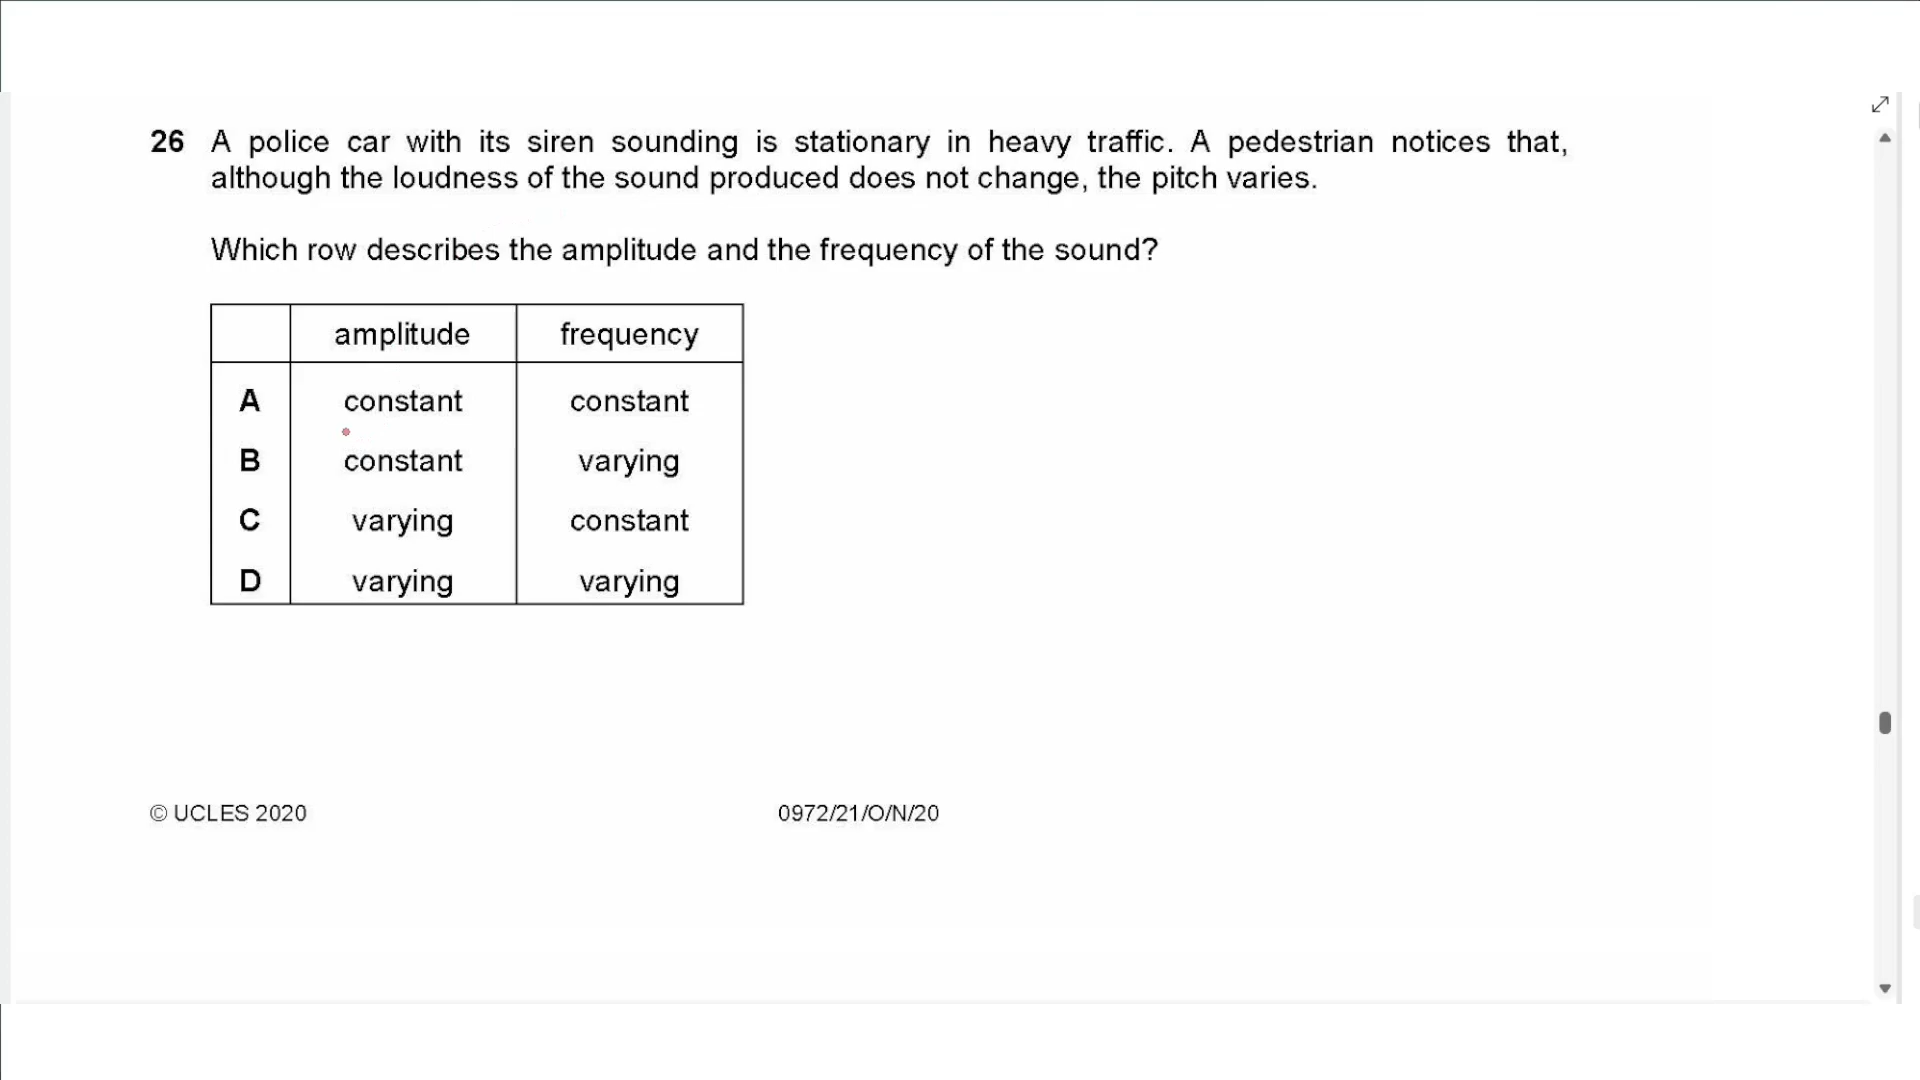 26 A police car with its siren sounding is stationary in heavy traffic. A pedestrian notices that,
although the loudness of the sound produced does not change, the pitch varies.
Which row describes the amplitude and the frequency of the sound?
amplitude frequency
A constant constant
B constant varying
C varying constant
D varying varying
© UCLES 2020 0972/21/O/N/20